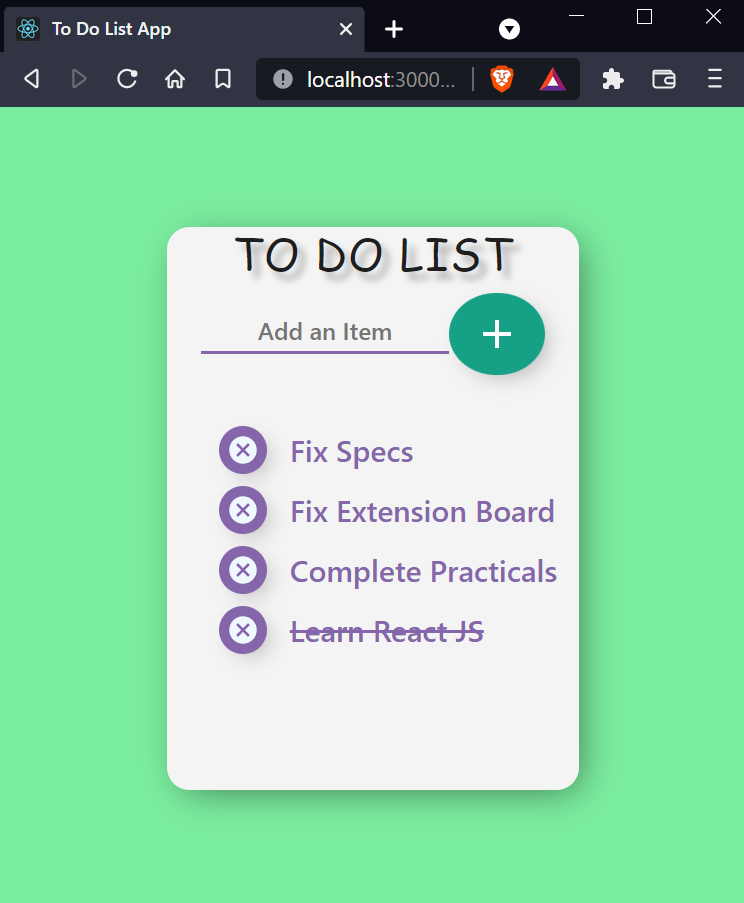 To Do List App
localhost:3000...
TO DO LIST
Add an Item
Fix Specs
Fix Extension Board
Complete Practicals
Learn React JS